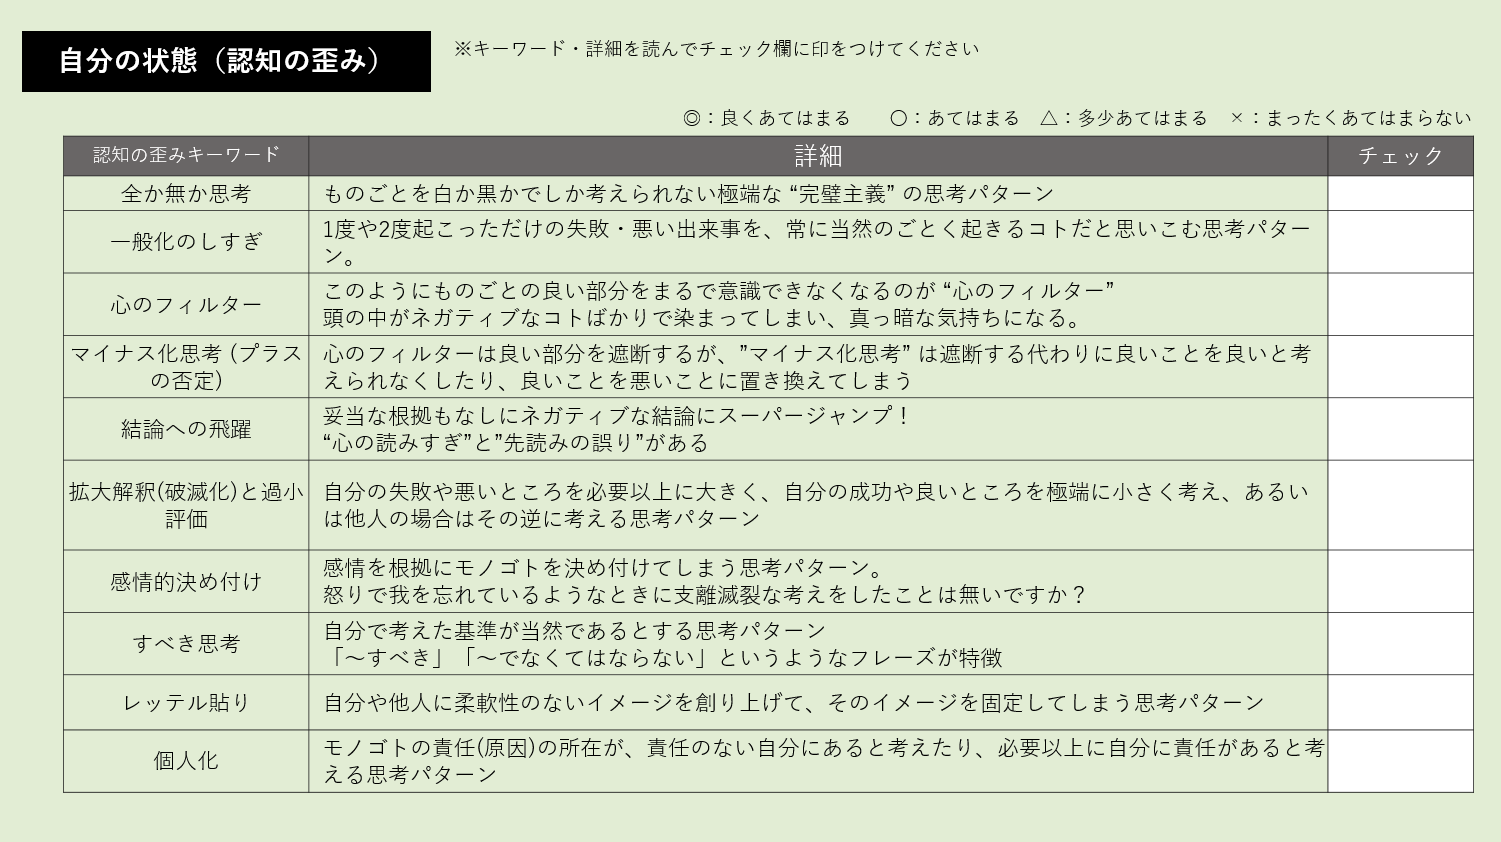 自分の状態（認知の歪み）
※キーワード・詳細を読んでチェック欄に印をつけてください
◎：良くあてはまる　〇：あてはまる　△：多少あてはまる　×：まったくあてはまらない
認知の歪みキーワード
詳細
チェック
全か無か思考
ものごとを白か黒かでしか考えられない極端な “完璧主義” の思考パターン
一般化のしすぎ
1度や2度起こっただけの失敗・悪い出来事を、常に当然のごとく起きるコトだと思いこむ思考パター
ン。
心のフィルター
このようにものごとの良い部分をまるで意識できなくなるのが “心のフィルター”
頭の中がネガティブなコトばかりで染まってしまい、真っ暗な気持ちになる。
マイナス化思考 (プラス
の否定)
心のフィルターは良い部分を遮断するが、”マイナス化思考” は遮断する代わりに良いことを良いと考
えられなくしたり、良いことを悪いことに置き換えてしまう
結論への飛躍
妥当な根拠もなしにネガティブな結論にスーパージャンプ！
“心の読みすぎ”と”先読みの誤り”がある
拡大解釈(破滅化)と過小
評価
自分の失敗や悪いところを必要以上に大きく、自分の成功や良いところを極端に小さく考え、あるい
は他人の場合はその逆に考える思考パターン
感情的決め付け
感情を根拠にモノゴトを決め付けてしまう思考パターン。
怒りで我を忘れているようなときに支離滅裂な考えをしたことは無いですか？
すべき思考
自分で考えた基準が当然であるとする思考パターン
「～すべき」「～でなくてはならない」というようなフレーズが特徴
レッテル貼り
自分や他人に柔軟性のないイメージを創り上げて、そのイメージを固定してしまう思考パターン
個人化
モノゴトの責任(原因)の所在が、責任のない自分にあると考えたり、必要以上に自分に責任があると考
える思考パターン